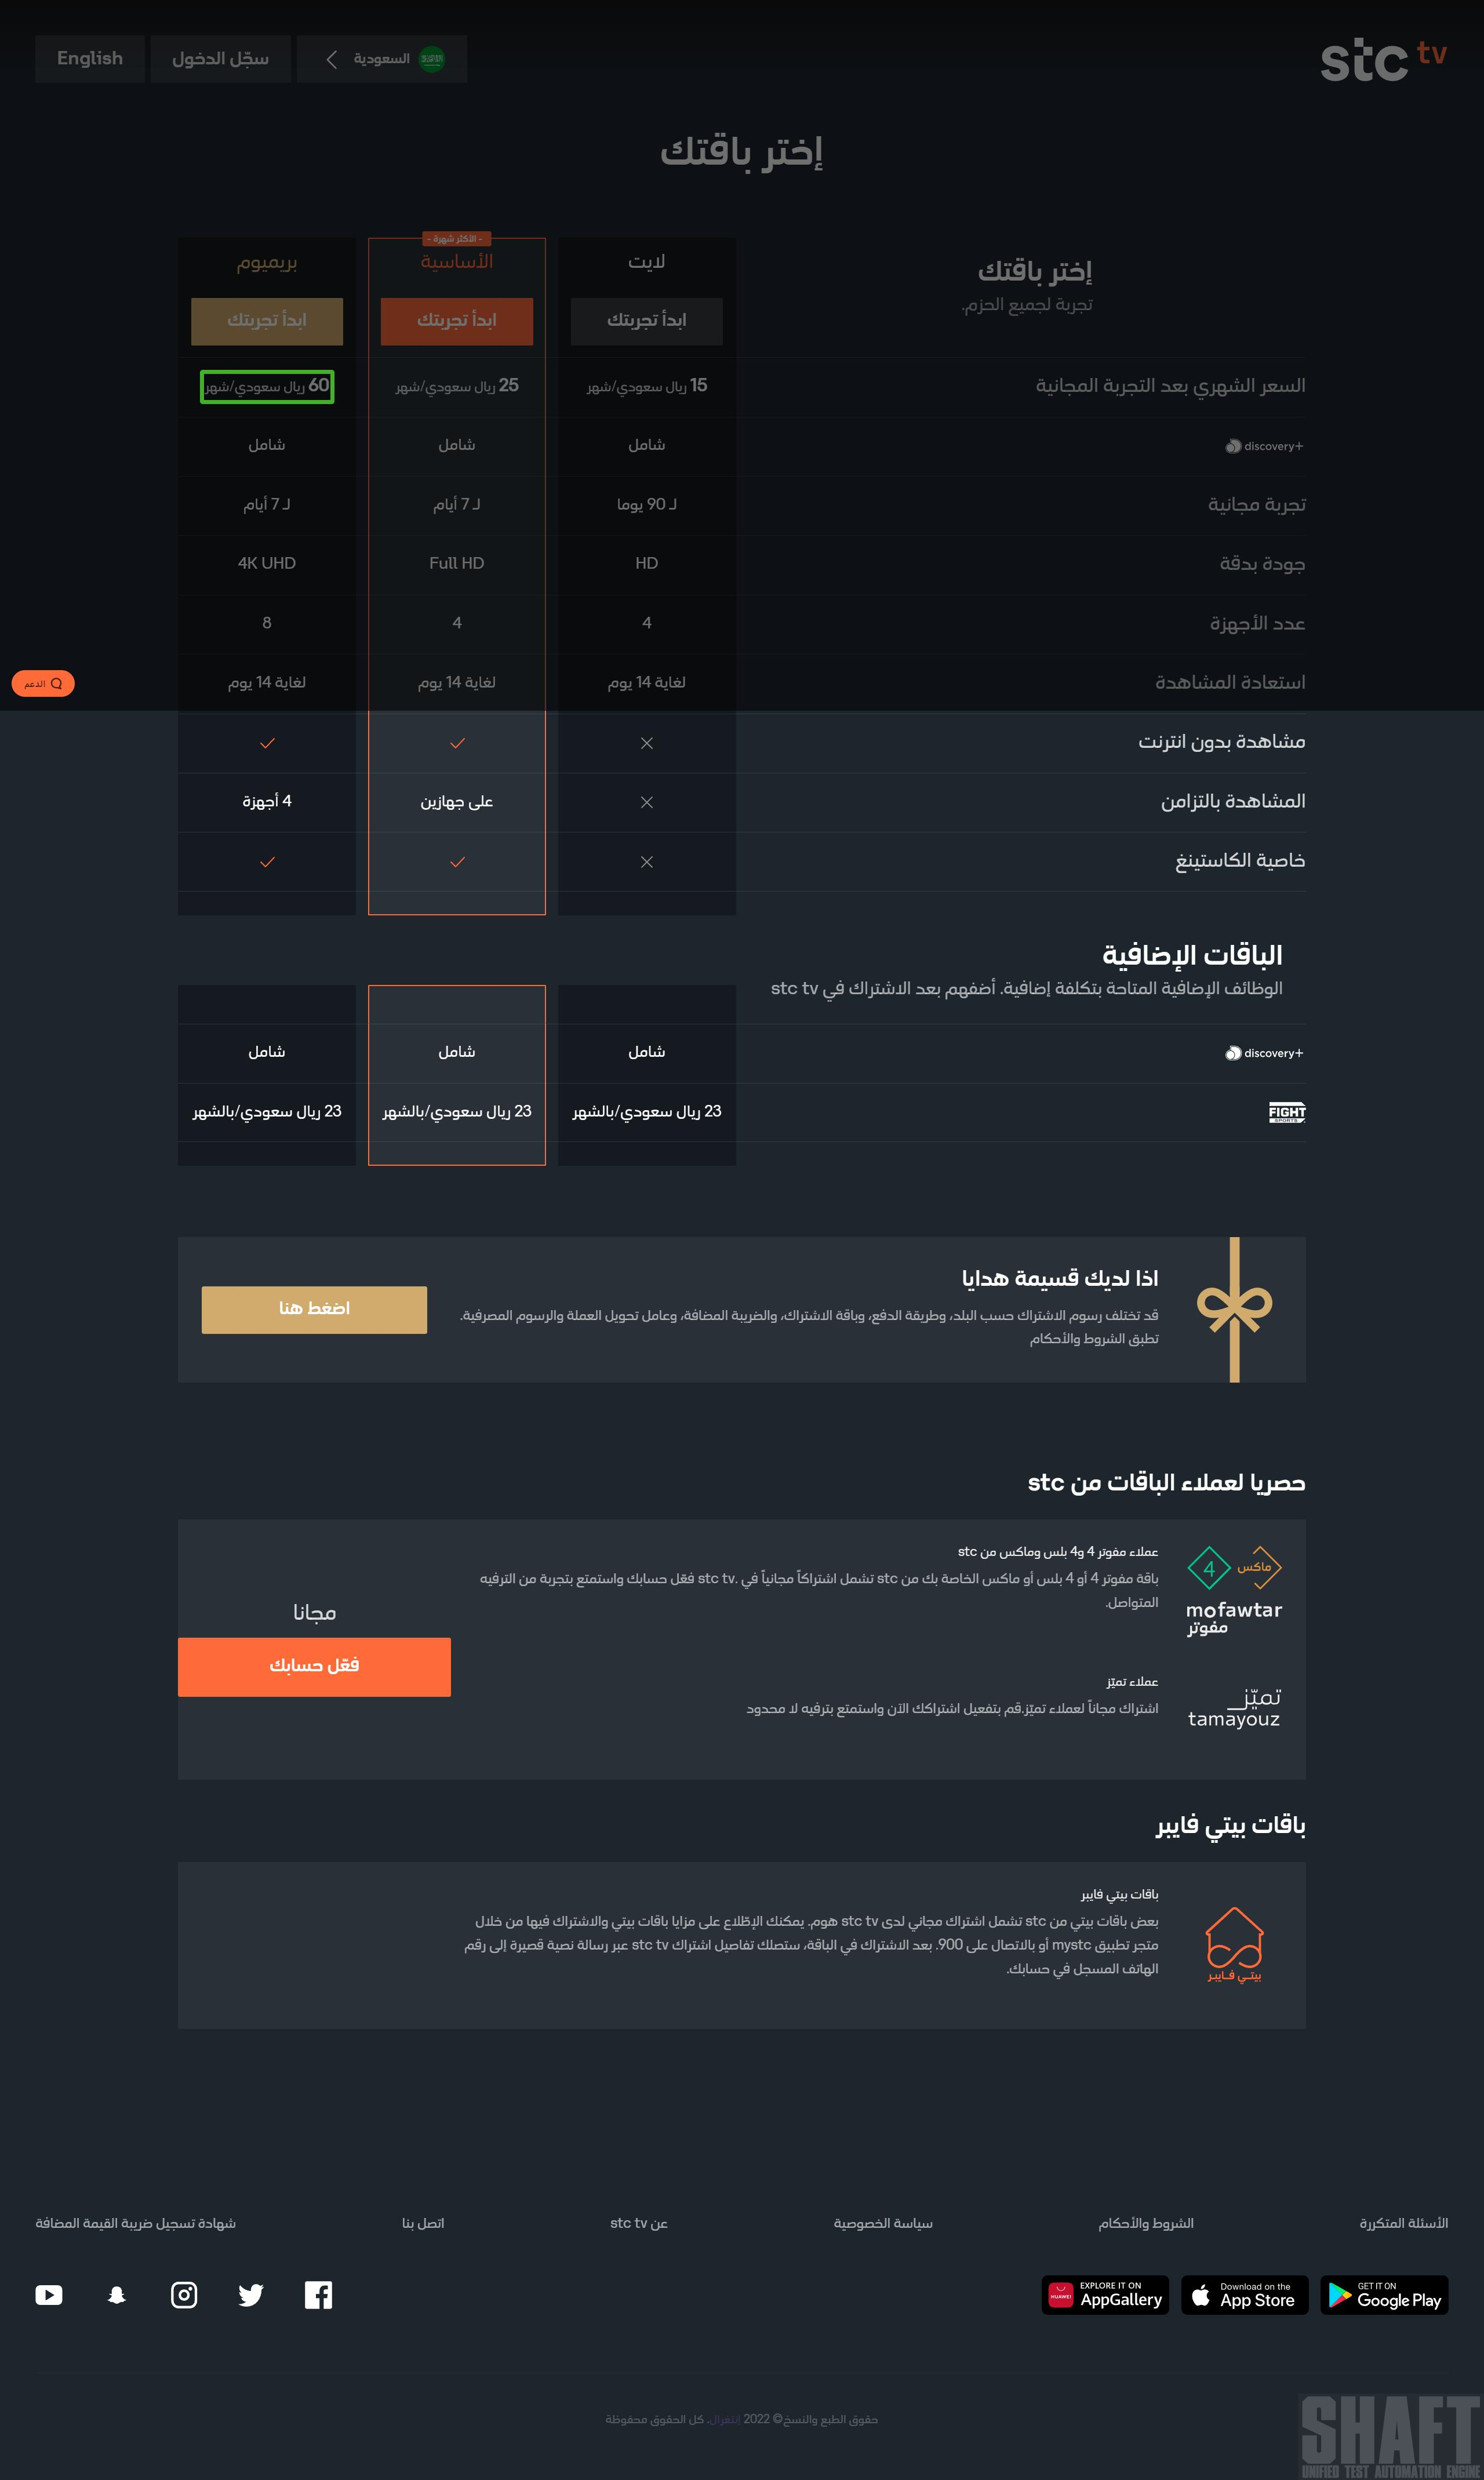 stc tv
السعودية
سجّل الدخول
English
إختر باقتك
إختر باقتك
تجربة لجميع الحزم.
لايت
- الأكثر شهرة -
الأساسية
بريميوم
ابدأ تجربتك
ابدأ تجربتك
ابدأ تجربتك
السعر الشهري بعد التجربة المجانية
15 ريال سعودي/شهر
25 ريال سعودي/شهر
60 ريال سعودي/شهر
discovery+
شامل
شامل
شامل
تجربة مجانية
لـ 90 يوما
لـ 7 أيام
لـ 7 أيام
جودة بدقة
HD
Full HD
4K UHD
عدد الأجهزة
4
4
8
استعادة المشاهدة
لغاية 14 يوم
لغاية 14 يوم
لغاية 14 يوم
الدعم
مشاهدة بدون انترنت
المشاهدة بالتزامن
على جهازين
4 أجهزة
خاصية الكاستينغ
الباقات الإضافية
الوظائف الإضافية المتاحة بتكلفة إضافية. أضفهم بعد الاشتراك في stc tv
discovery+
شامل
شامل
شامل
FIGHT SPORTS
23 ريال سعودي/بالشهر
23 ريال سعودي/بالشهر
23 ريال سعودي/بالشهر
اذا لديك قسيمة هدايا
قد تختلف رسوم الاشتراك حسب البلد، وطريقة الدفع، وباقة الاشتراك، والضريبة المضافة، وعامل تحويل العملة والرسوم المصرفية.
تطبق الشروط والأحكام
اضغط هنا
حصريا لعملاء الباقات من stc
ماكس
4
mofawtar
مفوتر
عملاء مفوتر 4 و4 بلس وماكس من stc
باقة مفوتر 4 أو 4 بلس أو ماكس الخاصة بك من stc تشمل اشتراكاً مجانياً في .stc tv فعّل حسابك واستمتع بتجربة من الترفيه
المتواصل.
مجانا
فعّل حسابك
تميّز
tamayouz
عملاء تميّز
اشتراك مجاناً لعملاء تميّز.قم بتفعيل اشتراكك الآن واستمتع بترفيه لا محدود
باقات بيتي فايبر
بيتي فايبر
باقات بيتي فايبر
بعض باقات بيتي من stc تشمل اشتراك مجاني لدى stc tv هوم. يمكنك الإطّلاع على مزايا باقات بيتي والاشتراك فيها من خلال
متجر تطبيق mystc أو بالاتصال على 900. بعد الاشتراك في الباقة، ستصلك تفاصيل اشتراك stc tv عبر رسالة نصية قصيرة إلى رقم
الهاتف المسجل في حسابك.
الأسئلة المتكررة
الشروط والأحكام
سياسة الخصوصية
عن stc tv
اتصل بنا
شهادة تسجيل ضريبة القيمة المضافة
GET IT ON
Google Play
Download on the
App Store
HUAWEI
EXPLORE IT ON
AppGallery
حقوق الطبع والنسخ© 2022 إنتغرال. كل الحقوق محفوظة
SHAFT
UNIFIED TEST AUTOMATION ENGINE